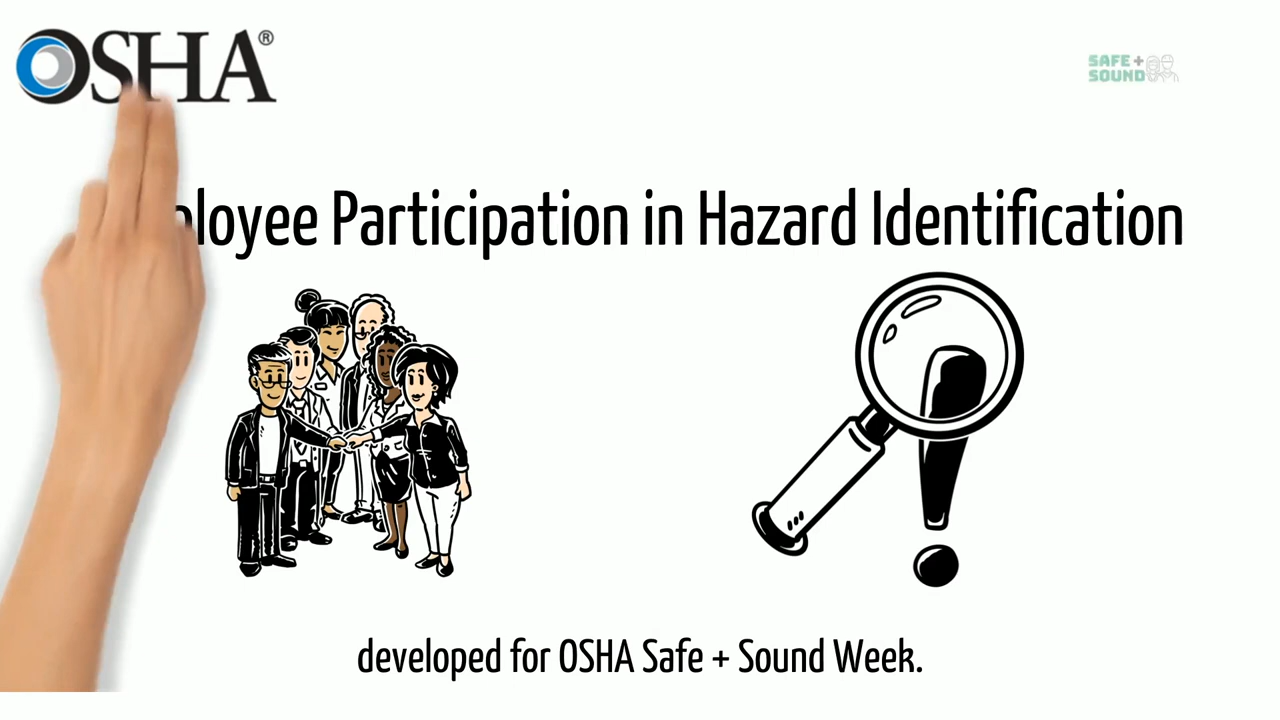 OSHA®
SAFE +
SOUND
ployee Participation in Hazard Identification
developed for OSHA Safe + Sound Week.